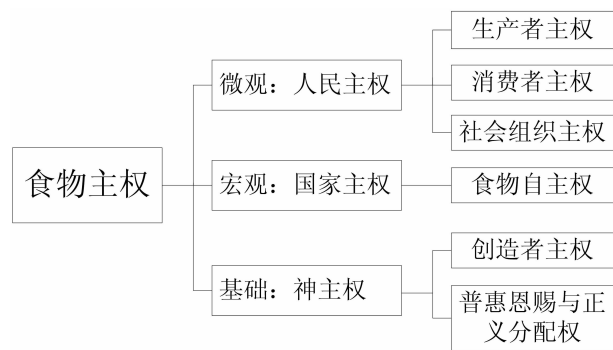 食物主权
微观：人民主权
生产者主权
消费者主权
社会组织主权
宏观：国家主权
食物自主权
基础：神主权
创造者主权
普惠恩赐与正
义分配权